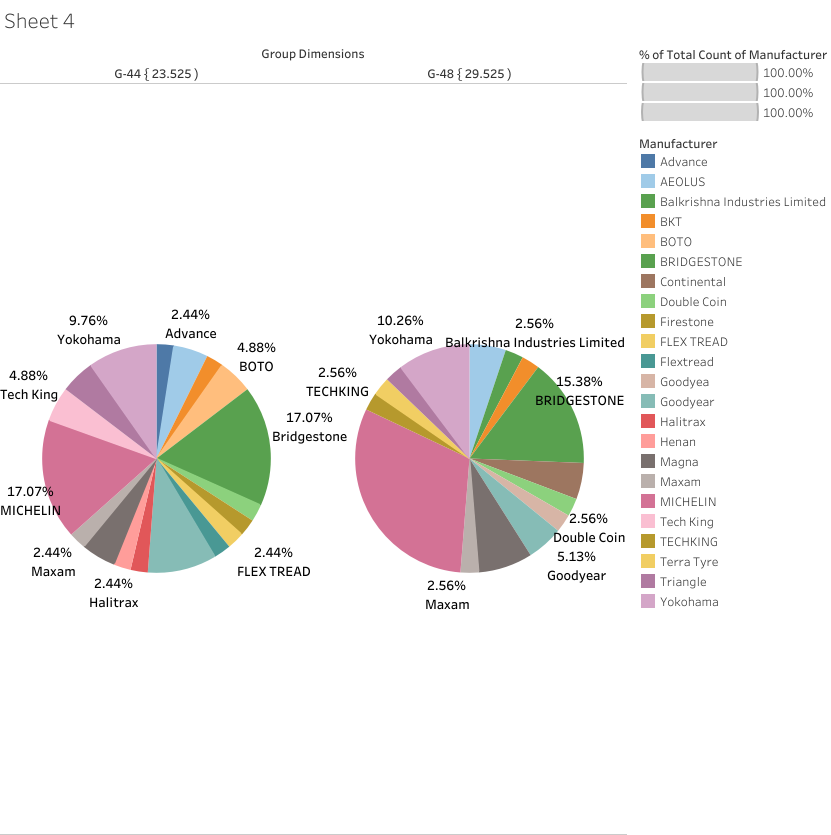 Sheet 4
Group Dimensions
G-44 { 23.525 }
G-48 { 29.525 }
9.76%
Yokohama
2.44%
Advance
4.88%
BOTO
4.88%
Tech King
17.07%
Bridgestone
17.07%
MICHELIN
2.44%
Maxam
2.44%
Halitrax
2.44%
FLEX TREAD
10.26%
Yokohama
2.56%
Balkrishna Industries Limited
2.56%
TECHKING
15.38%
BRIDGESTONE
2.56%
Double Coin
5.13%
Goodyear
2.56%
Maxam
% of Total Count of Manufacturer
100.00%
100.00%
100.00%
Manufacturer
Advance
AEOLUS
Balkrishna Industries Limited
BKT
BOTO
BRIDGESTONE
Continental
Double Coin
Firestone
FLEX TREAD
Flextread
Goodyea
Goodyear
Halitrax
Henan
Magna
Maxam
MICHELIN
Tech King
TECHKING
Terra Tyre
Triangle
Yokohama